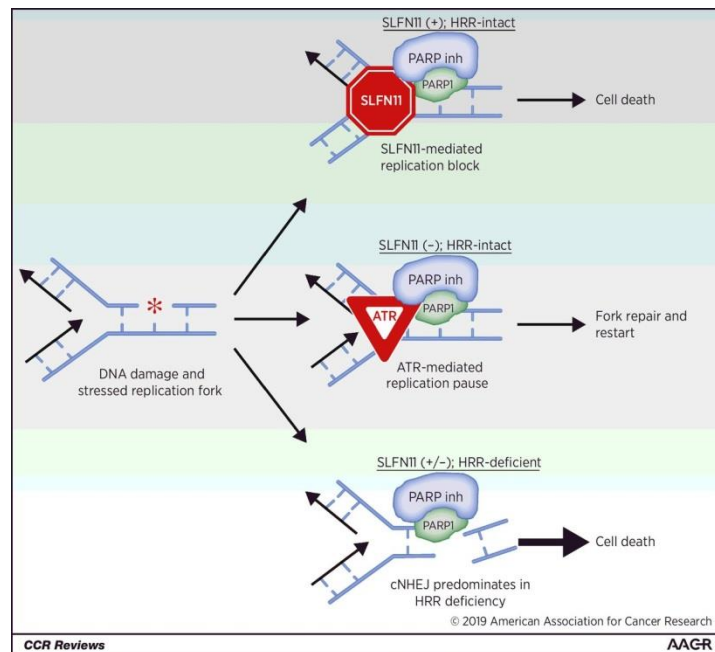 SLFN11 (+); HRR-intact
PARP inh
PARP1
SLFN11
Cell death
SLFN11-mediated
replication block
SLFN11 (−); HRR-intact
PARP inh
PARP1
*
ATR
Fork repair and
restart
DNA damage and
stressed replication fork
ATR-mediated
replication pause
SLFN11 (+/−); HRR-deficient
PARP inh
PARP1
Cell death
cNHEJ predominates in
HRR deficiency
© 2019 American Association for Cancer Research
CCR Reviews
AACR